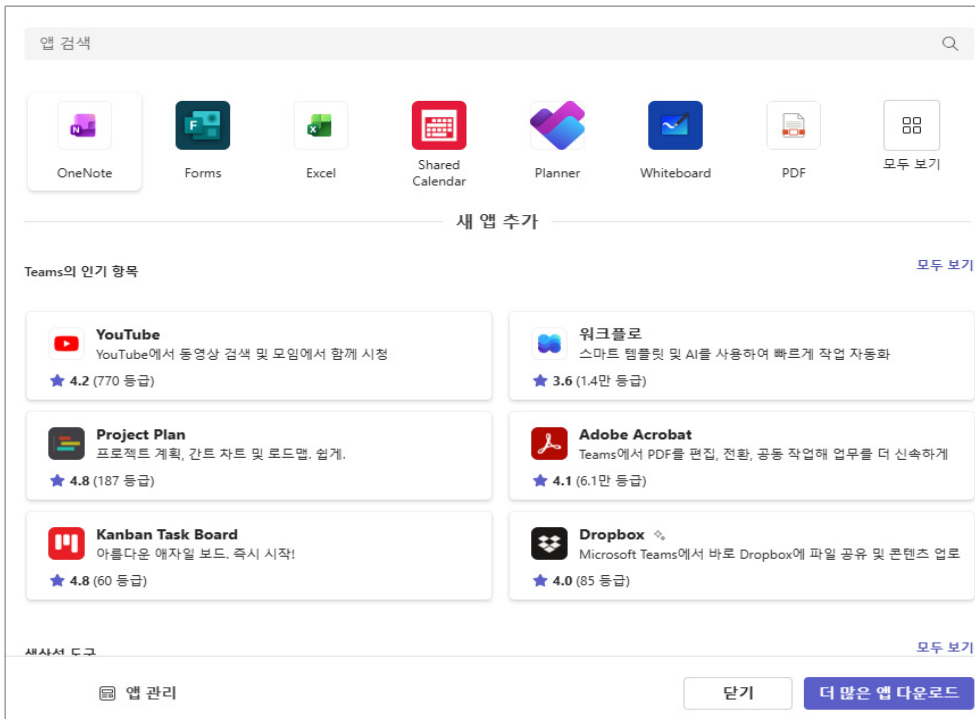 앱 검색
OneNote
Forms
Excel
Shared
Calendar
Planner
Whiteboard
PDF
모두 보기
새 앱 추가
Teams의 인기 항목
모두 보기
YouTube
YouTube에서 동영상 검색 및 모임에서 함께 시청
4.2 (770 등급)
워크플로
스마트 템플릿 및 AI를 사용하여 빠르게 작업 자동화
3.6 (1.4만 등급)
Project Plan
프로젝트 계획, 간트 차트 및 로드맵. 쉽게.
4.8 (187 등급)
Adobe Acrobat
Teams에서 PDF를 편집, 전환, 공동 작업해 업무를 더 신속하게
4.1 (6.1만 등급)
Kanban Task Board
아름다운 애자일 보드. 즉시 시작!
4.8 (60 등급)
Dropbox
Microsoft Teams에서 바로 Dropbox에 파일 공유 및 콘텐츠 업로
4.0 (85 등급)
생산성 도구
모두 보기
앱 관리
닫기
더 많은 앱 다운로드